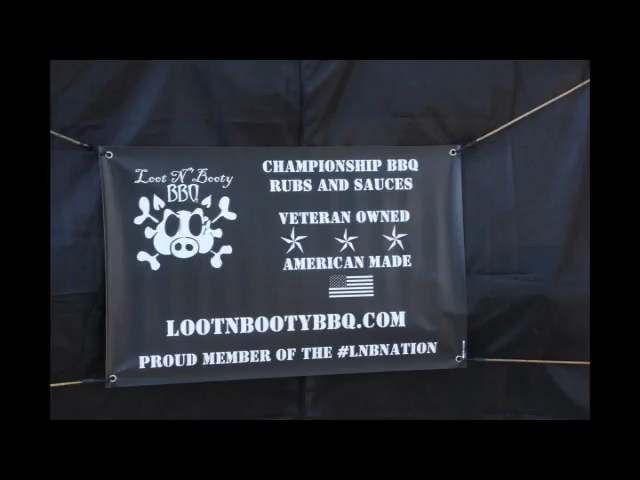 Loot N' Booty
BBQ
CHAMPIONSHIP BBQ
RUBS AND SAUCES
VETERAN OWNED
AMERICAN MADE
LOOTNBOOTYBBQ.COM
PROUD MEMBER OF THE #LNBNATION